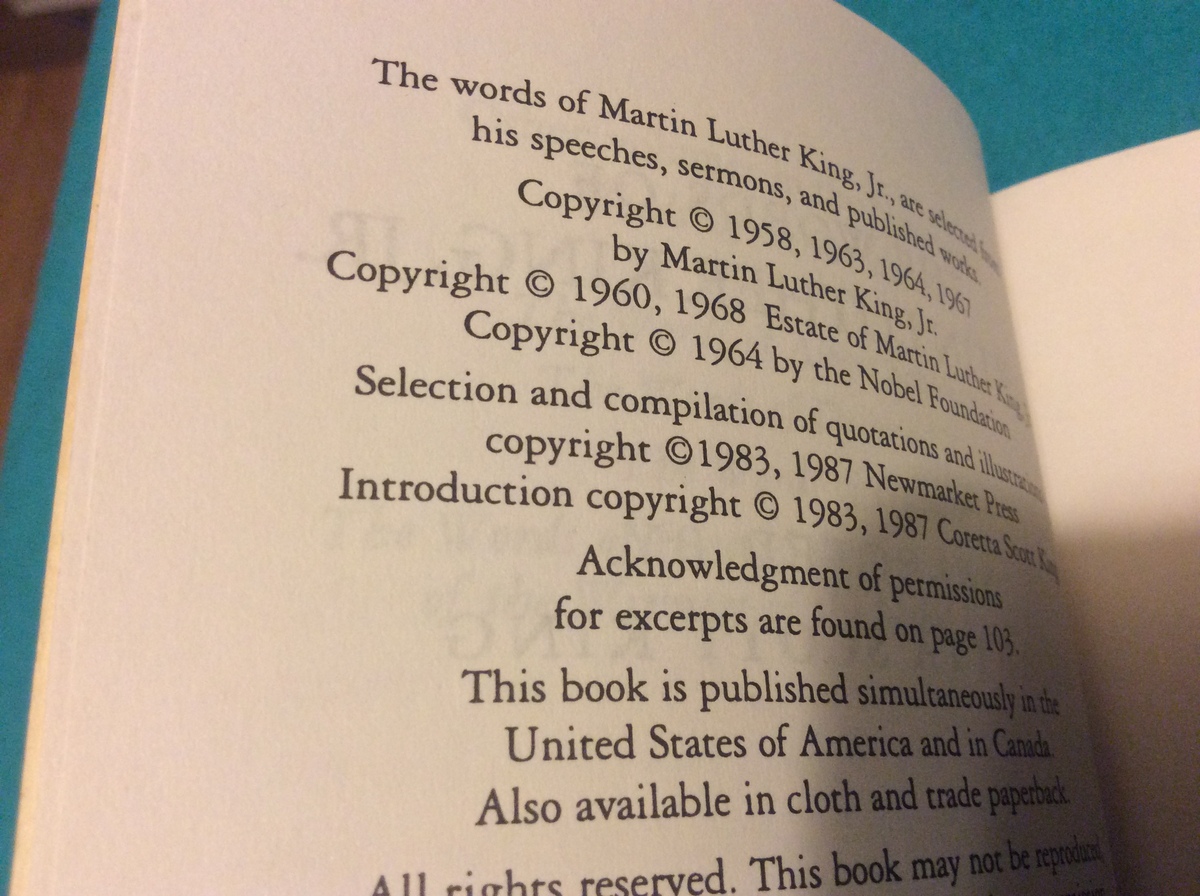 The words of Martin Luther King, Jr., are selected from
his speeches, sermons, and published works.
Copyright © 1958, 1963, 1964, 1967
by Martin Luther King, Jr.
Copyright © 1960, 1968 Estate of Martin Luther King, Jr.
Copyright © 1964 by the Nobel Foundation
Selection and compilation of quotations and illustrations
copyright ©1983, 1987 Newmarket Press
Introduction copyright © 1983, 1987 Coretta Scott King
Acknowledgment of permissions
for excerpts are found on page 103.
This book is published simultaneously in the
United States of America and in Canada.
Also available in cloth and trade paperback.
All rights reserved. This book may not be reproduced,